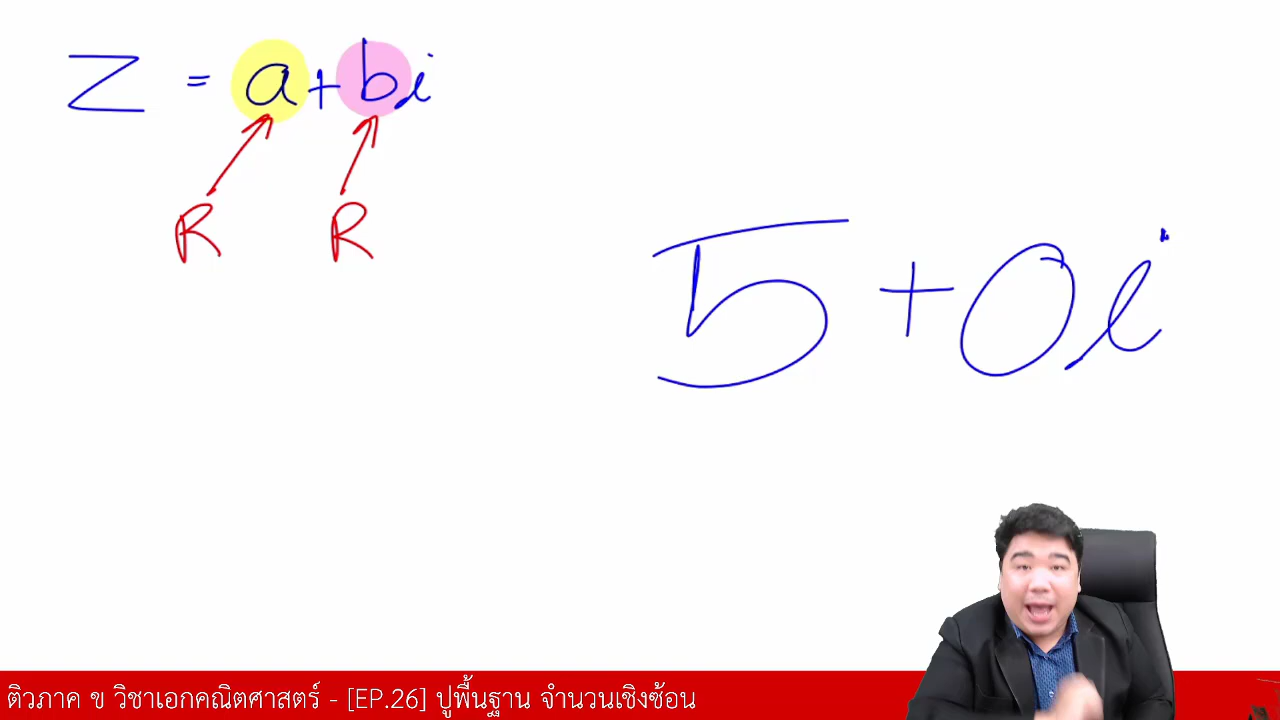 Z = a+bi
R R
5+0i
ติวภาค ข วิชาเอกคณิตศาสตร์ - [EP.26] ปูพื้นฐาน จำนวนเชิงซ้อน